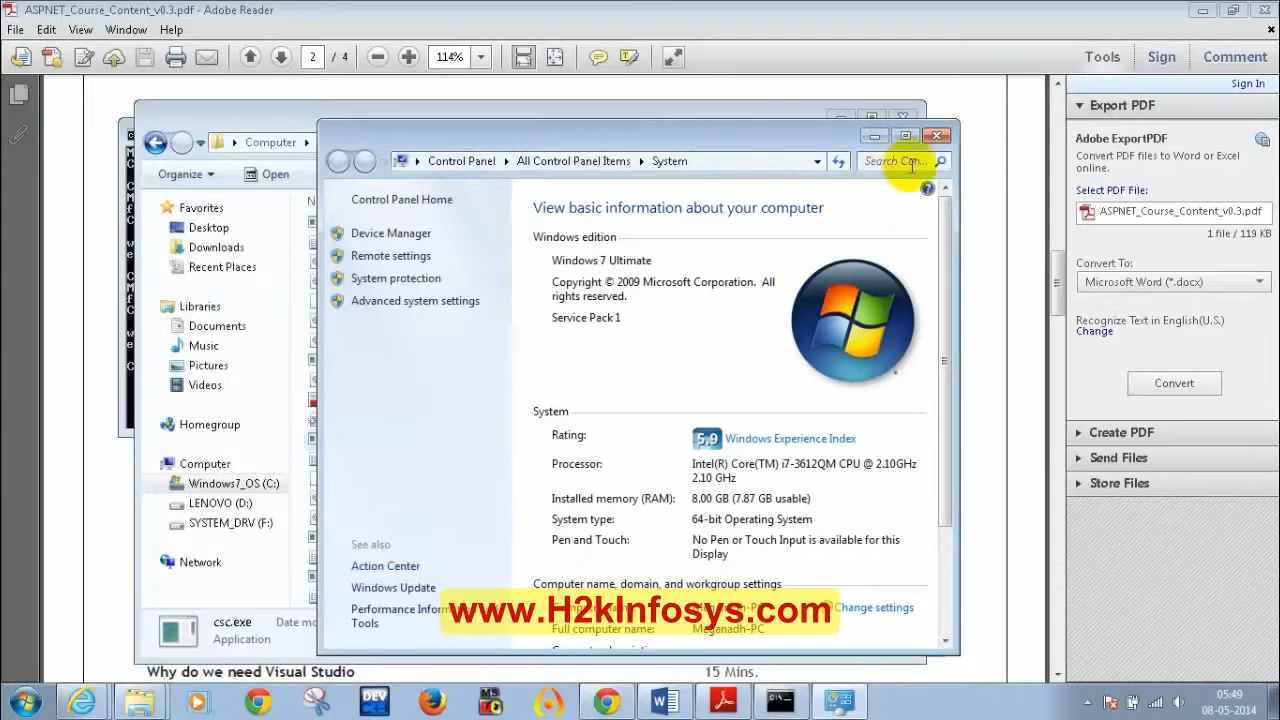 ASPNET_Course_Content_v0.3.pdf - Adobe Reader
File Edit View Window Help
2 / 4 114% Tools Sign Comment
Sign In
Export PDF
Adobe ExportPDF
Convert PDF files to Word or Excel
online.
Select PDF File:
ASPNET_Course_Content_v0.3.pdf
1 file / 119 KB
Convert To:
Microsoft Word (*.docx)
Recognize Text in English(U.S.)
Change
Convert
Create PDF
Send Files
Store Files
Computer
Organize Open
Favorites
Desktop
Downloads
Recent Places
Libraries
Documents
Music
Pictures
Videos
Homegroup
Computer
Windows7_OS (C:)
LENOVO (D:)
SYSTEM_DRV (F:)
Network
csc.exe Date mo
Application
Control Panel All Control Panel Items System
Control Panel Home
Device Manager
Remote settings
System protection
Advanced system settings
See also
Action Center
Windows Update
Performance Infor
Tools
View basic information about your computer
Windows edition
Windows 7 Ultimate
Copyright © 2009 Microsoft Corporation. All
rights reserved.
Service Pack 1
System
Rating: 5.9 Windows Experience Index
Processor: Intel(R) Core(TM) i7-3612QM CPU @ 2.10GHz
2.10 GHz
Installed memory (RAM): 8.00 GB (7.87 GB usable)
System type: 64-bit Operating System
Pen and Touch: No Pen or Touch Input is available for this
Display
Computer name, domain, and workgroup settings
Change settings
www.H2kInfosys.com
Full computer name: Meganadh-PC
Why do we need Visual Studio 15 Mins.
DEV
MS
05:49
08-05-2014